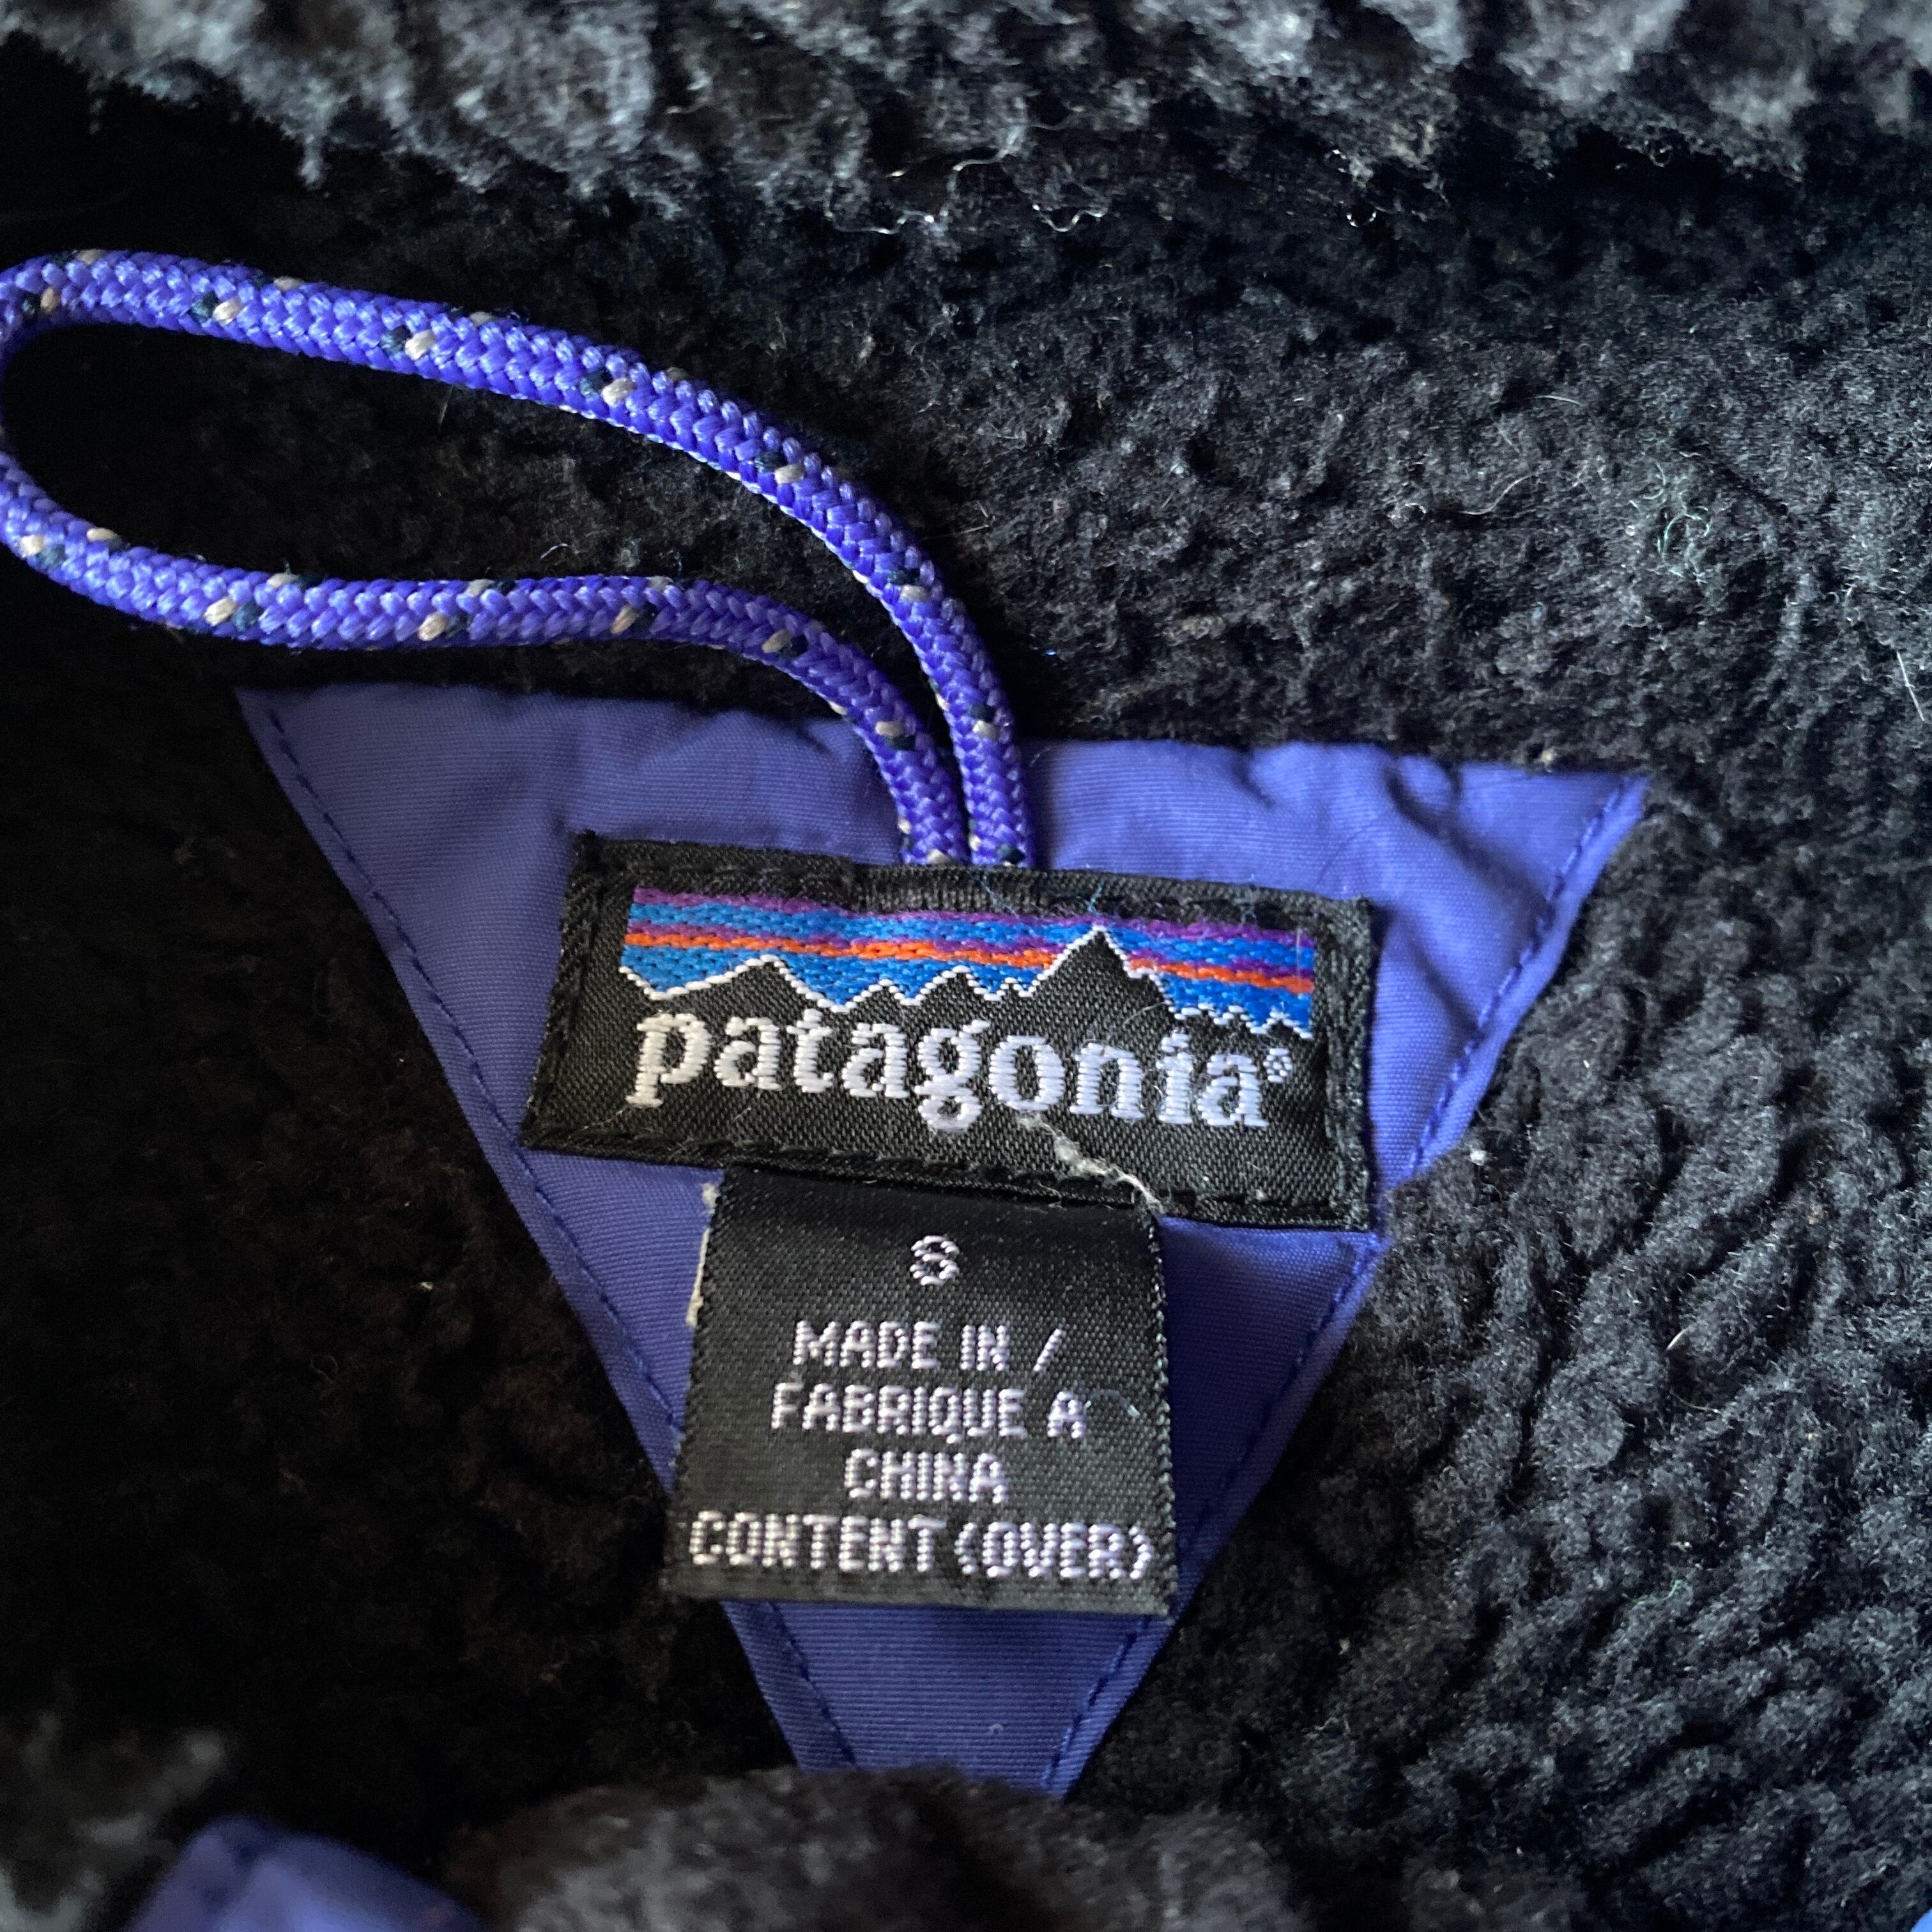 patagonia®
S
MADE IN /
FABRIQUE A
CHINA
CONTENT (OVER)